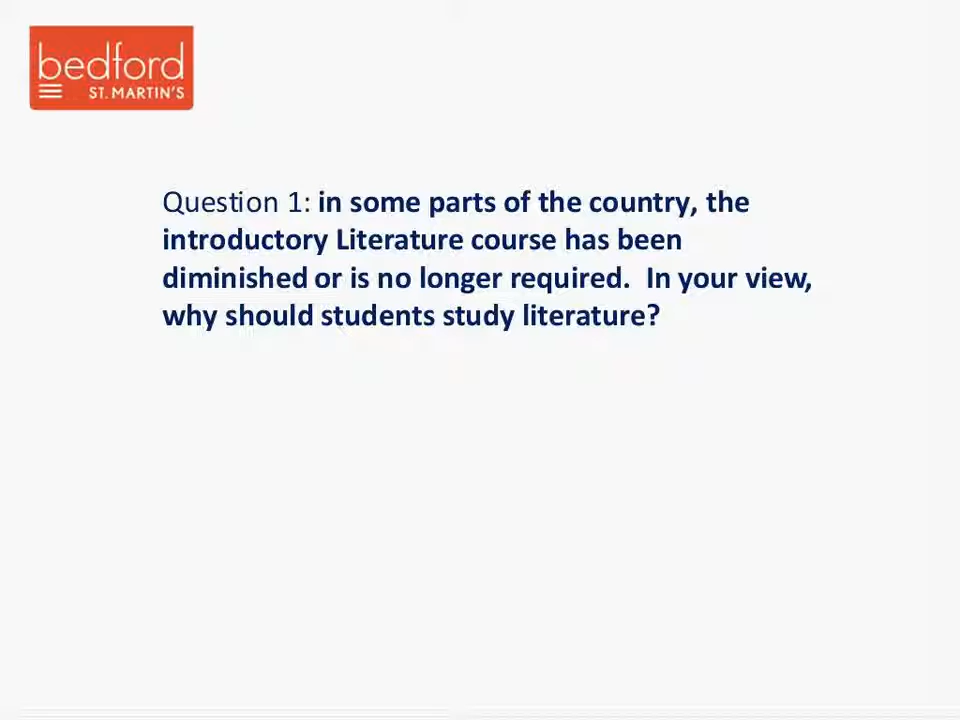 bedford
ST. MARTIN'S
Question 1: in some parts of the country, the
introductory Literature course has been
diminished or is no longer required.  In your view,
why should students study literature?